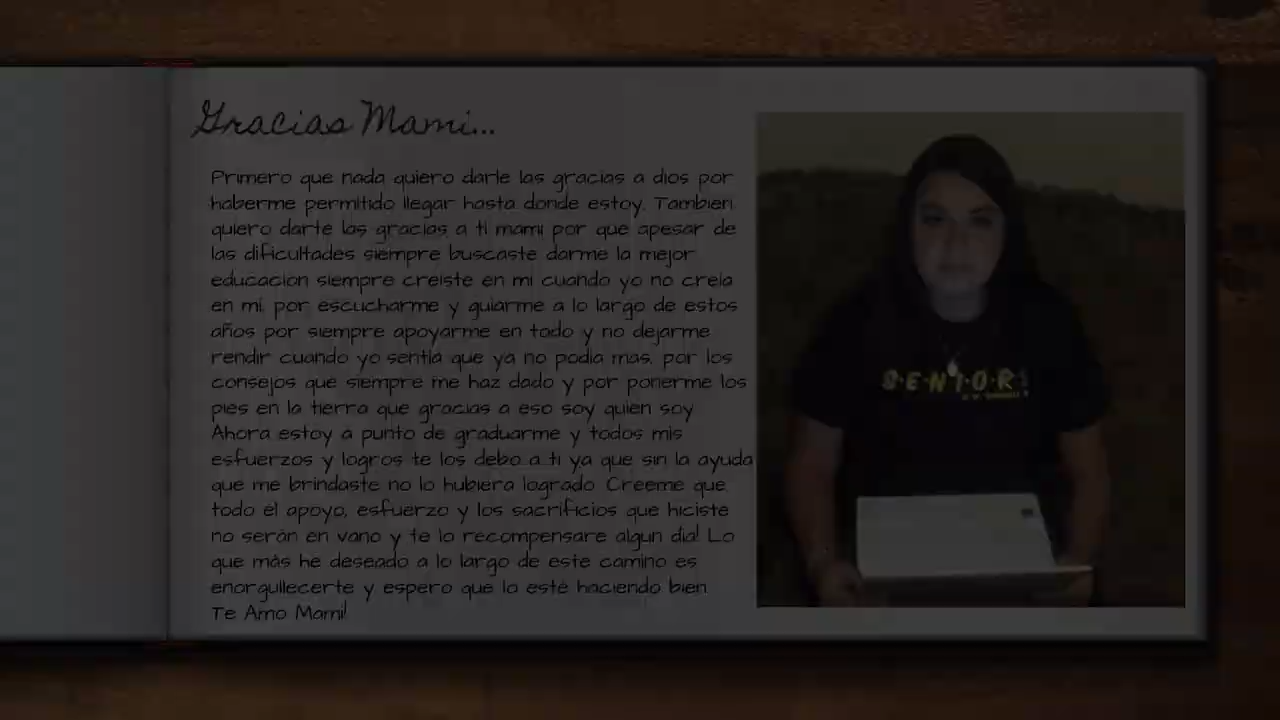 Gracias Mami...
Primero que nada quiero darle las gracias a dios por
haberme permitido llegar hasta donde estoy. Tambien
quiero darte las gracias a ti mami por que apesar de
las dificultades siempre buscaste darme la mejor
educacion siempre creiste en mi cuando yo no creia
en mi, por escucharme y guiarme a lo largo de estos
años por siempre apoyarme en todo y no dejarme
rendir cuando yo sentia que ya no podia mas, por los
consejos que siempre me haz dado y por ponerme los
pies en la tierra que gracias a eso soy quien soy
Ahora estoy a punto de graduarme y todos mis
esfuerzos y logros te los debo a ti ya que sin la ayuda
que me brindaste no lo hubiera logrado. Creeme que
todo el apoyo, esfuerzo y los sacrificios que hiciste
no serán en vano y te lo recompensare algun dia! Lo
que más he deseado a lo largo de este camino es
enorgullecerte y espero que lo esté haciendo bien.
Te Amo Mami!
S·E·N·I·O·R